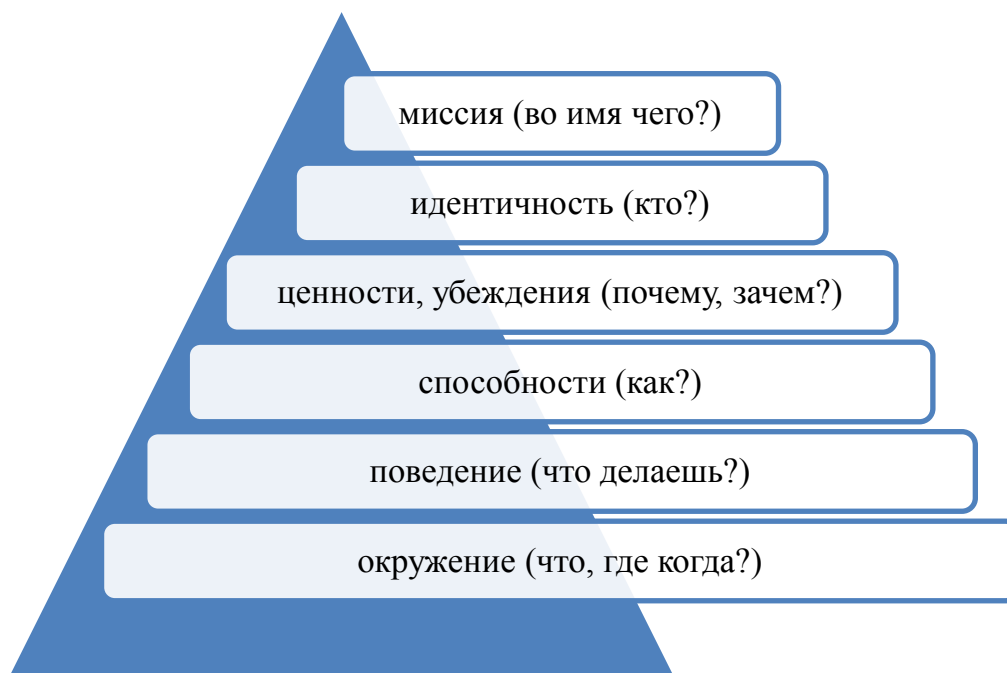 миссия (во имя чего?)
идентичность (кто?)
ценности, убеждения (почему, зачем?)
способности (как?)
поведение (что делаешь?)
окружение (что, где когда?)